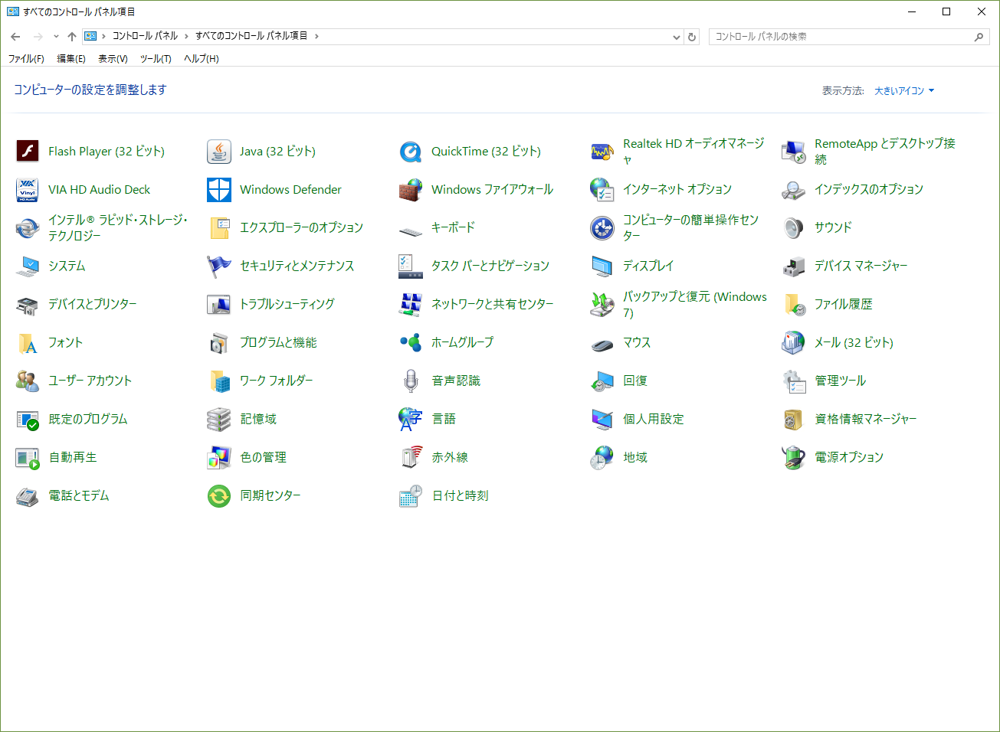 すべてのコントロール パネル項目
コントロール パネル › すべてのコントロール パネル項目 ›
コントロール パネルの検索
ファイル(F) 編集(E) 表示(V) ツール(T) ヘルプ(H)
コンピューターの設定を調整します
表示方法: 大きいアイコン
Flash Player (32 ビット)
Java (32 ビット)
QuickTime (32 ビット)
Realtek HD オーディオマネージ
ャ
RemoteApp とデスクトップ接
続
VIA HD Audio Deck
Windows Defender
Windows ファイアウォール
インターネット オプション
インデックスのオプション
インテル® ラピッド・ストレージ・
テクノロジー
エクスプローラーのオプション
キーボード
コンピューターの簡単操作セン
ター
サウンド
システム
セキュリティとメンテナンス
タスク バーとナビゲーション
ディスプレイ
デバイス マネージャー
デバイスとプリンター
トラブルシューティング
ネットワークと共有センター
バックアップと復元 (Windows
7)
ファイル履歴
フォント
プログラムと機能
ホームグループ
マウス
メール (32 ビット)
ユーザー アカウント
ワーク フォルダー
音声認識
回復
管理ツール
既定のプログラム
記憶域
言語
個人用設定
資格情報マネージャー
自動再生
色の管理
赤外線
地域
電源オプション
電話とモデム
同期センター
日付と時刻